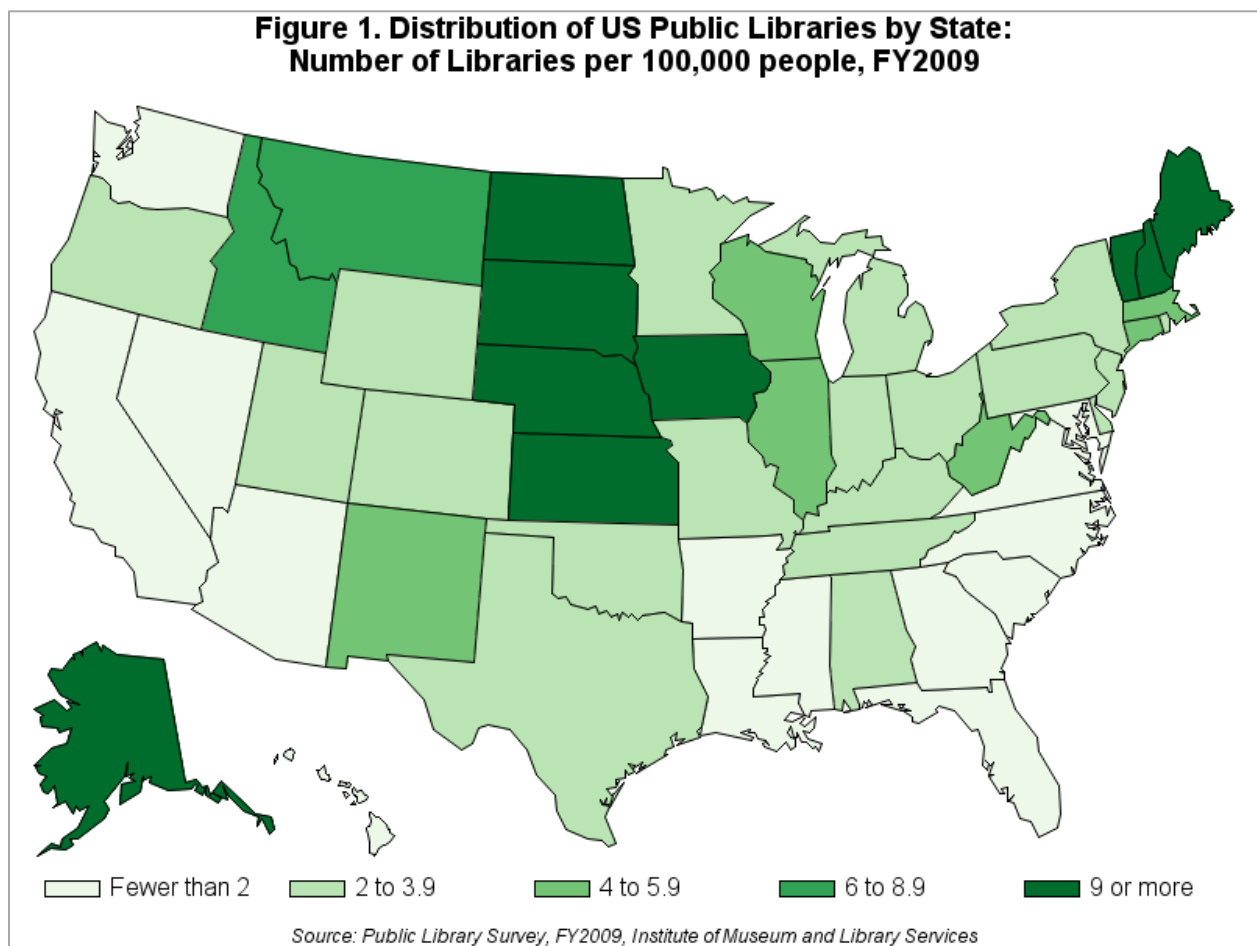 Figure 1. Distribution of US Public Libraries by State:
Number of Libraries per 100,000 people, FY2009
Fewer than 2
2 to 3.9
4 to 5.9
6 to 8.9
9 or more
Source: Public Library Survey, FY2009, Institute of Museum and Library Services